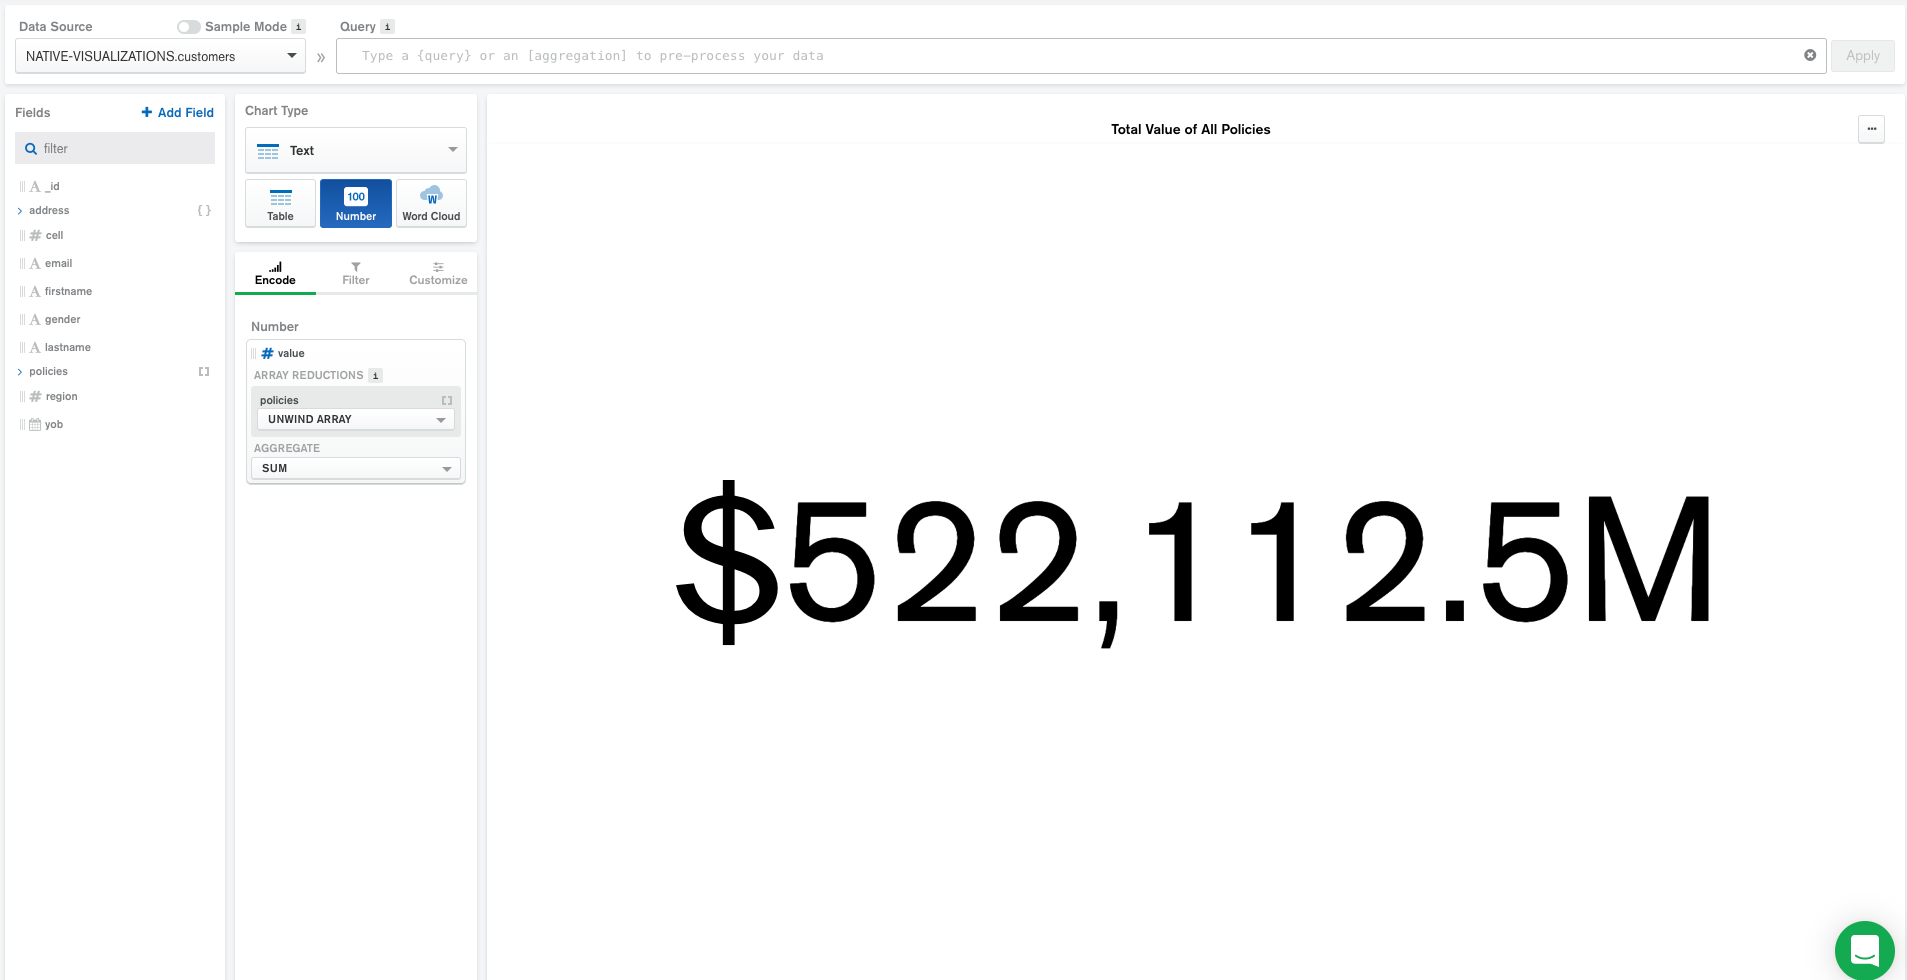 Data Source
Sample Mode i
Query i
NATIVE-VISUALIZATIONS.customers
»
Type a {query} or an [aggregation] to pre-process your data
Apply
Fields
+ Add Field
filter
A _id
address { }
# cell
A email
A firstname
A gender
A lastname
policies [ ]
# region
yob
Chart Type
Text
Table
100
Number
W
Word Cloud
Encode
Filter
Customize
Number
# value
ARRAY REDUCTIONS i
policies [ ]
UNWIND ARRAY
AGGREGATE
SUM
Total Value of All Policies
...
$522,112.5M